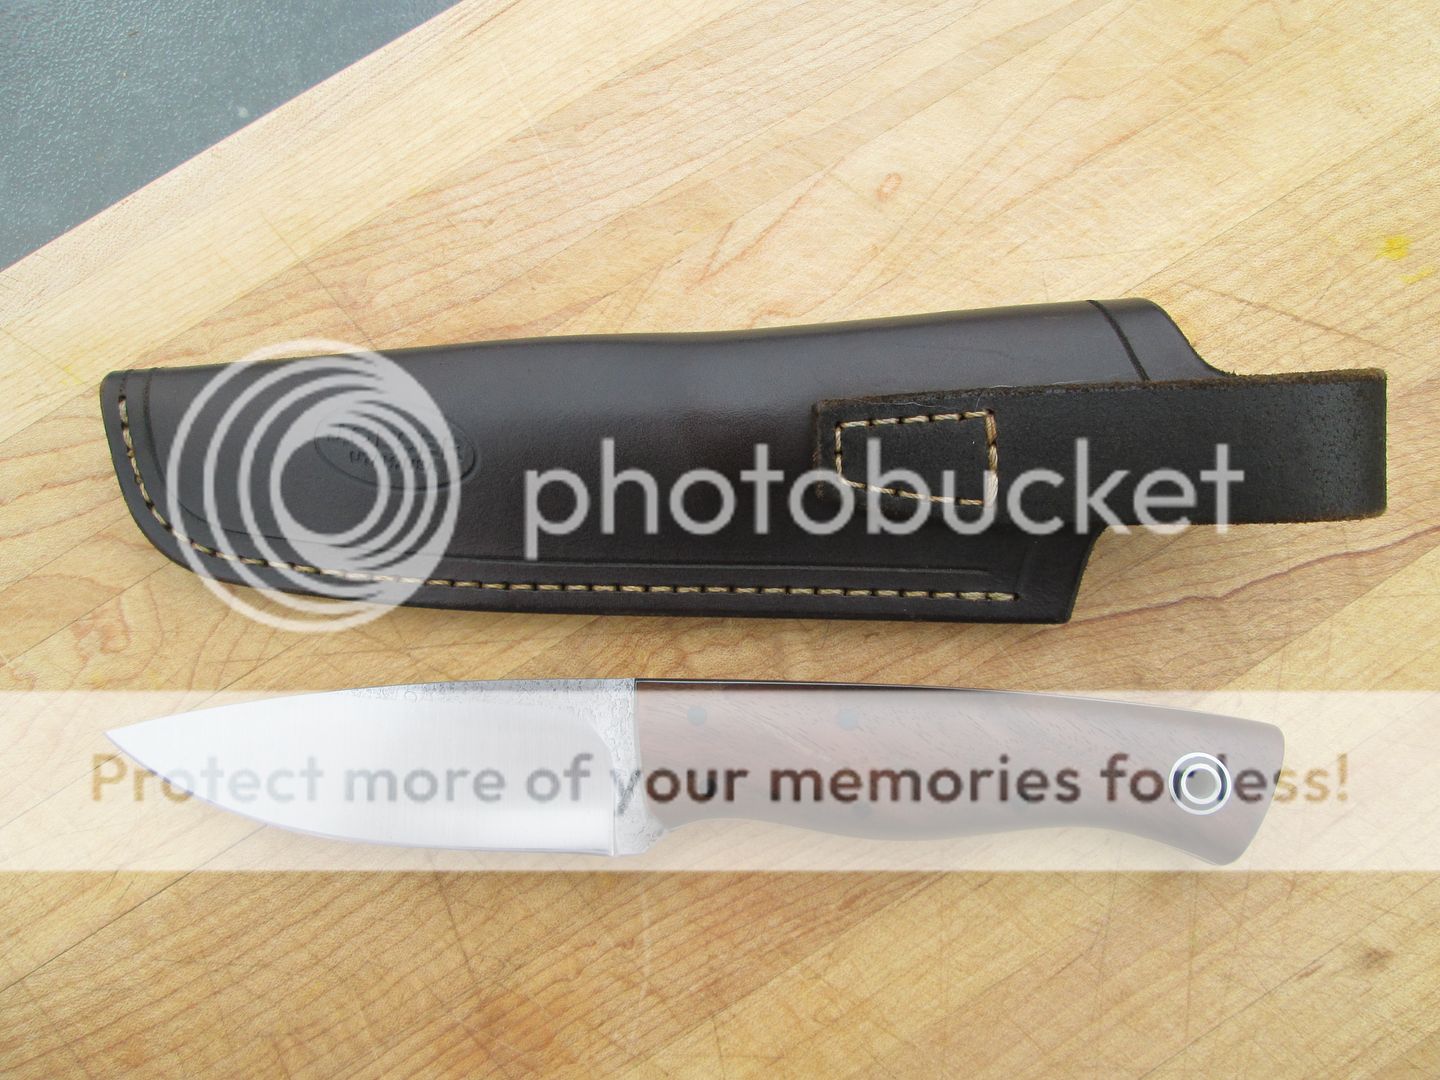 photobucket
Protect more of your memories for less!